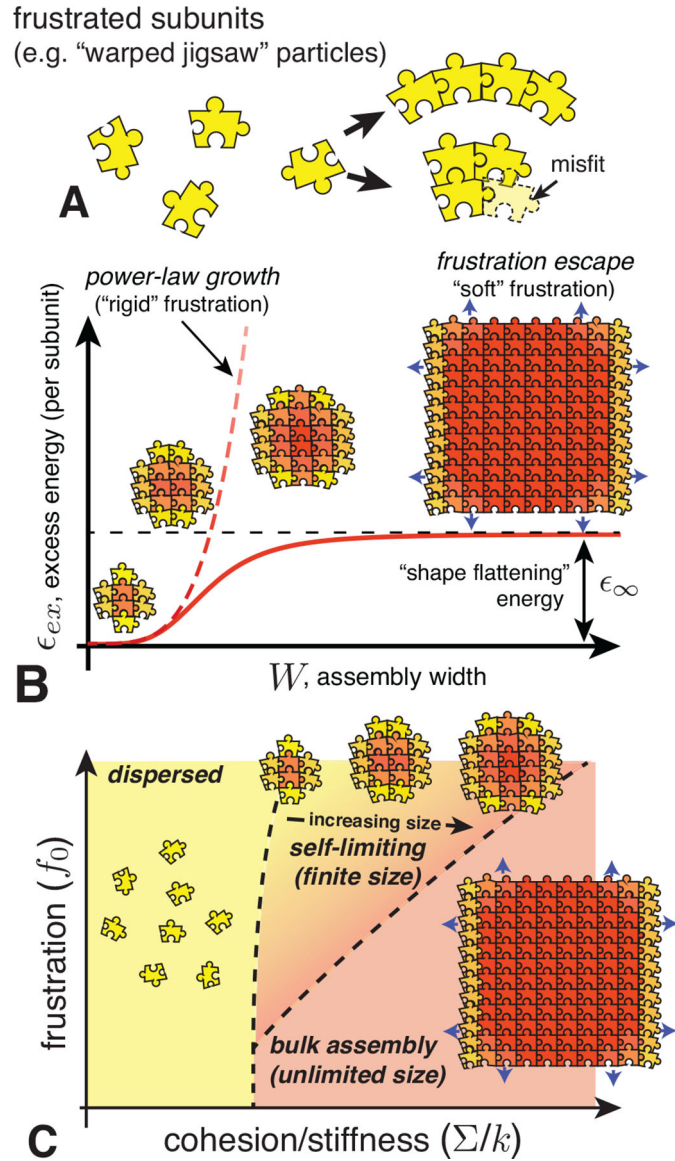 frustrated subunits
(e.g. “warped jigsaw” particles)
misfit
A
power-law growth
(“rigid” frustration)
frustration escape
“soft” frustration)
ϵex, excess energy (per subunit)
“shape flattening”
energy
ϵ∞
W, assembly width
B
dispersed
increasing size
self-limiting
(finite size)
frustration (f0)
bulk assembly
(unlimited size)
C
cohesion/stiffness (Σ/k)